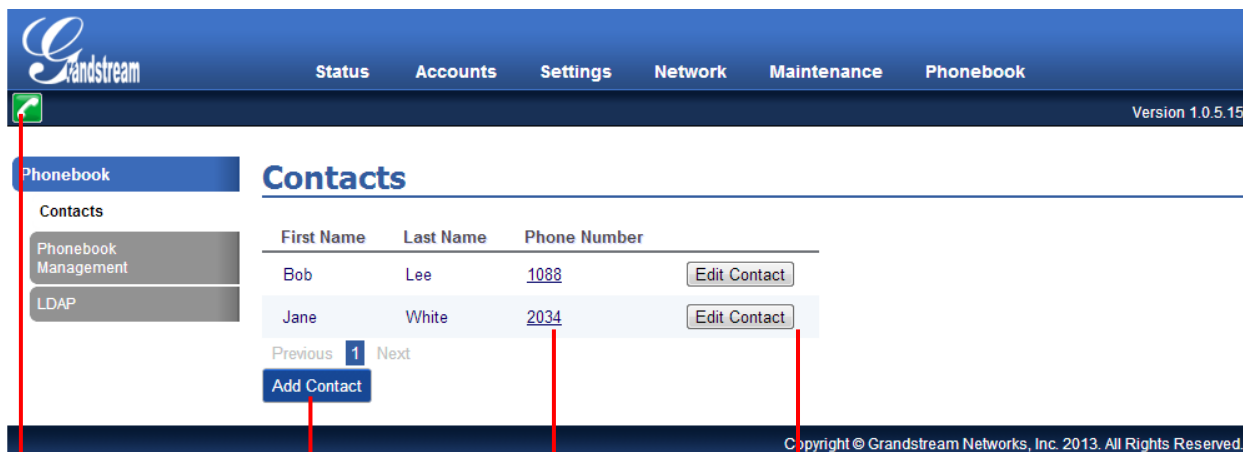 Grandstream
Status Accounts Settings Network Maintenance Phonebook
Version 1.0.5.15
Phonebook
Contacts
Phonebook
Management
LDAP
Contacts
First Name Last Name Phone Number
Bob Lee 1088 Edit Contact
Jane White 2034 Edit Contact
Previous 1 Next
Add Contact
Copyright © Grandstream Networks, Inc. 2013. All Rights Reserved.